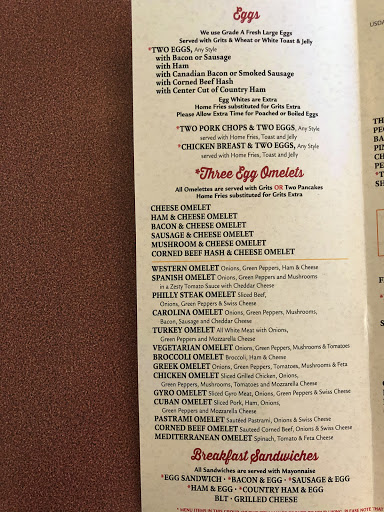 Eggs
We use Grade A Fresh Large Eggs
Served with Grits & Wheat or White Toast & Jelly
*TWO EGGS, Any Style
with Bacon or Sausage
with Ham
with Canadian Bacon or Smoked Sausage
with Corned Beef Hash
with Center Cut of Country Ham
Egg Whites are Extra
Home Fries substituted for Grits Extra
Please Allow Extra Time for Poached or Boiled Eggs
*TWO PORK CHOPS & TWO EGGS, Any Style
served with Home Fries, Toast and Jelly
*CHICKEN BREAST & TWO EGGS, Any Style
served with Home Fries, Toast and Jelly
*Three Egg Omelets
All Omelettes are served with Grits OR Two Pancakes
Home Fries substituted for Grits Extra
CHEESE OMELET
HAM & CHEESE OMELET
BACON & CHEESE OMELET
SAUSAGE & CHEESE OMELET
MUSHROOM & CHEESE OMELET
CORNED BEEF HASH & CHEESE OMELET
WESTERN OMELET Onions, Green Peppers, Ham & Cheese
SPANISH OMELET Onions, Green Peppers and Mushrooms
in a Zesty Tomato Sauce with Cheddar Cheese
PHILLY STEAK OMELET Sliced Beef,
Onions, Green Peppers & Swiss Cheese
CAROLINA OMELET Onions, Green Peppers, Mushrooms,
Bacon, Sausage and Cheddar Cheese
TURKEY OMELET All White Meat with Onions,
Green Peppers and Mozzarella Cheese
VEGETARIAN OMELET Onions, Green Peppers, Mushrooms & Tomatoes
BROCCOLI OMELET Broccoli, Ham & Cheese
GREEK OMELET Onions, Green Peppers, Tomatoes, Mushrooms & Feta
CHICKEN OMELET Sliced Grilled Chicken, Onions,
Green Peppers, Mushrooms, Tomatoes and Mozzarella Cheese
GYRO OMELET Sliced Gyro Meat, Onions, Green Peppers & Swiss Cheese
CUBAN OMELET Sliced Pork, Ham, Onions,
Green Peppers and Mozzarella Cheese
PASTRAMI OMELET Sautéed Pastrami, Onions & Swiss Cheese
CORNED BEEF OMELET Sauteed Corned Beef, Onions & Swiss Cheese
MEDITERRANEAN OMELET Spinach, Tomato & Feta Cheese
Breakfast Sandwiches
All Sandwiches are served with Mayonnaise
*EGG SANDWICH • *BACON & EGG • *SAUSAGE & EGG
*HAM & EGG • *COUNTRY HAM & EGG
BLT • GRILLED CHEESE